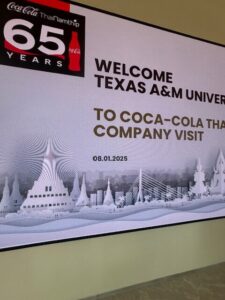 Coca-Cola ThaiNamthip
65
YEARS
WELCOME
TEXAS A&M UNIVER
TO COCA-COLA THA
COMPANY VISIT
08.01.2025